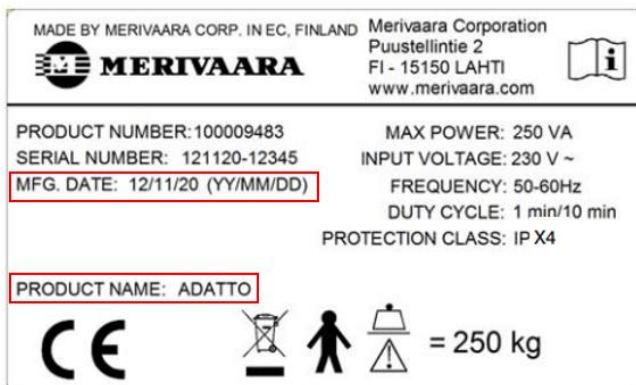 MADE BY MERIVAARA CORP. IN EC, FINLAND
MERIVAARA
Merivaara Corporation
Puustellintie 2
FI - 15150 LAHTI
www.merivaara.com
i
PRODUCT NUMBER: 100009483
SERIAL NUMBER: 121120-12345
MFG. DATE: 12/11/20 (YY/MM/DD)
MAX POWER: 250 VA
INPUT VOLTAGE: 230 V ~
FREQUENCY: 50-60Hz
DUTY CYCLE: 1 min/10 min
PROTECTION CLASS: IP X4
PRODUCT NAME: ADATTO
CE
= 250 kg